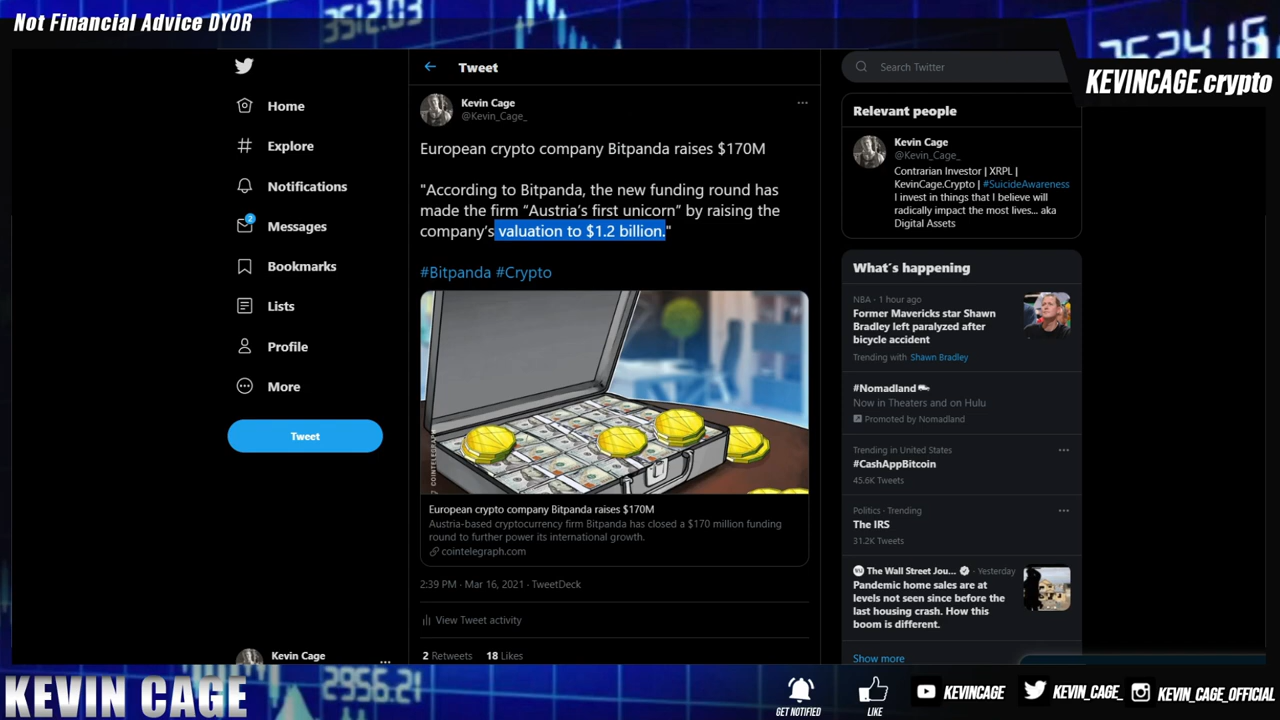 Not Financial Advice DYOR
3512.03
3524.16
KEVINCAGE.crypto
Home
Explore
Notifications
2
Messages
Bookmarks
Lists
Profile
More
Tweet
Kevin Cage
Tweet
Kevin Cage
@Kevin_Cage_
European crypto company Bitpanda raises $170M
"According to Bitpanda, the new funding round has
made the firm “Austria’s first unicorn” by raising the
company’s valuation to $1.2 billion."
#Bitpanda #Crypto
COINTELEGRAPH
European crypto company Bitpanda raises $170M
Austria-based cryptocurrency firm Bitpanda has closed a $170 million funding
round to further power its international growth.
cointelegraph.com
2:39 PM · Mar 16, 2021 · TweetDeck
View Tweet activity
2 Retweets 18 Likes
Search Twitter
Relevant people
Kevin Cage
@Kevin_Cage_
Contrarian Investor | XRPL |
KevinCage.Crypto | #SuicideAwareness
I invest in things that I believe will
radically impact the most lives... aka
Digital Assets
What's happening
NBA · 1 hour ago
Former Mavericks star Shawn
Bradley left paralyzed after
bicycle accident
Trending with Shawn Bradley
#Nomadland
Now in Theaters and on Hulu
Promoted by Nomadland
Trending in United States
#CashAppBitcoin
45.6K Tweets
Politics · Trending
The IRS
31.2K Tweets
The Wall Street Jou... · Yesterday
Pandemic home sales are at
levels not seen since before the
last housing crash. How this
boom is different.
Show more
KEVIN CAGE
2956.21
GET NOTIFIED
LIKE
KEVINCAGE
KEVIN_CAGE_
KEVIN_CAGE_OFFICIAL